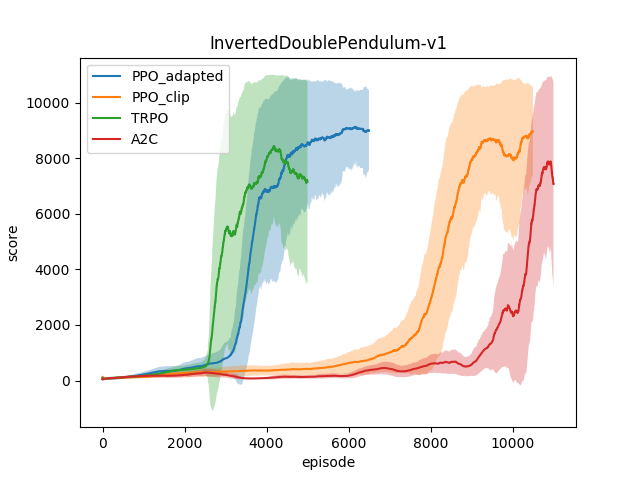 InvertedDoublePendulum-v1
PPO_adapted
PPO_clip
TRPO
A2C
score
10000
8000
6000
4000
2000
0
0 2000 4000 6000 8000 10000
episode